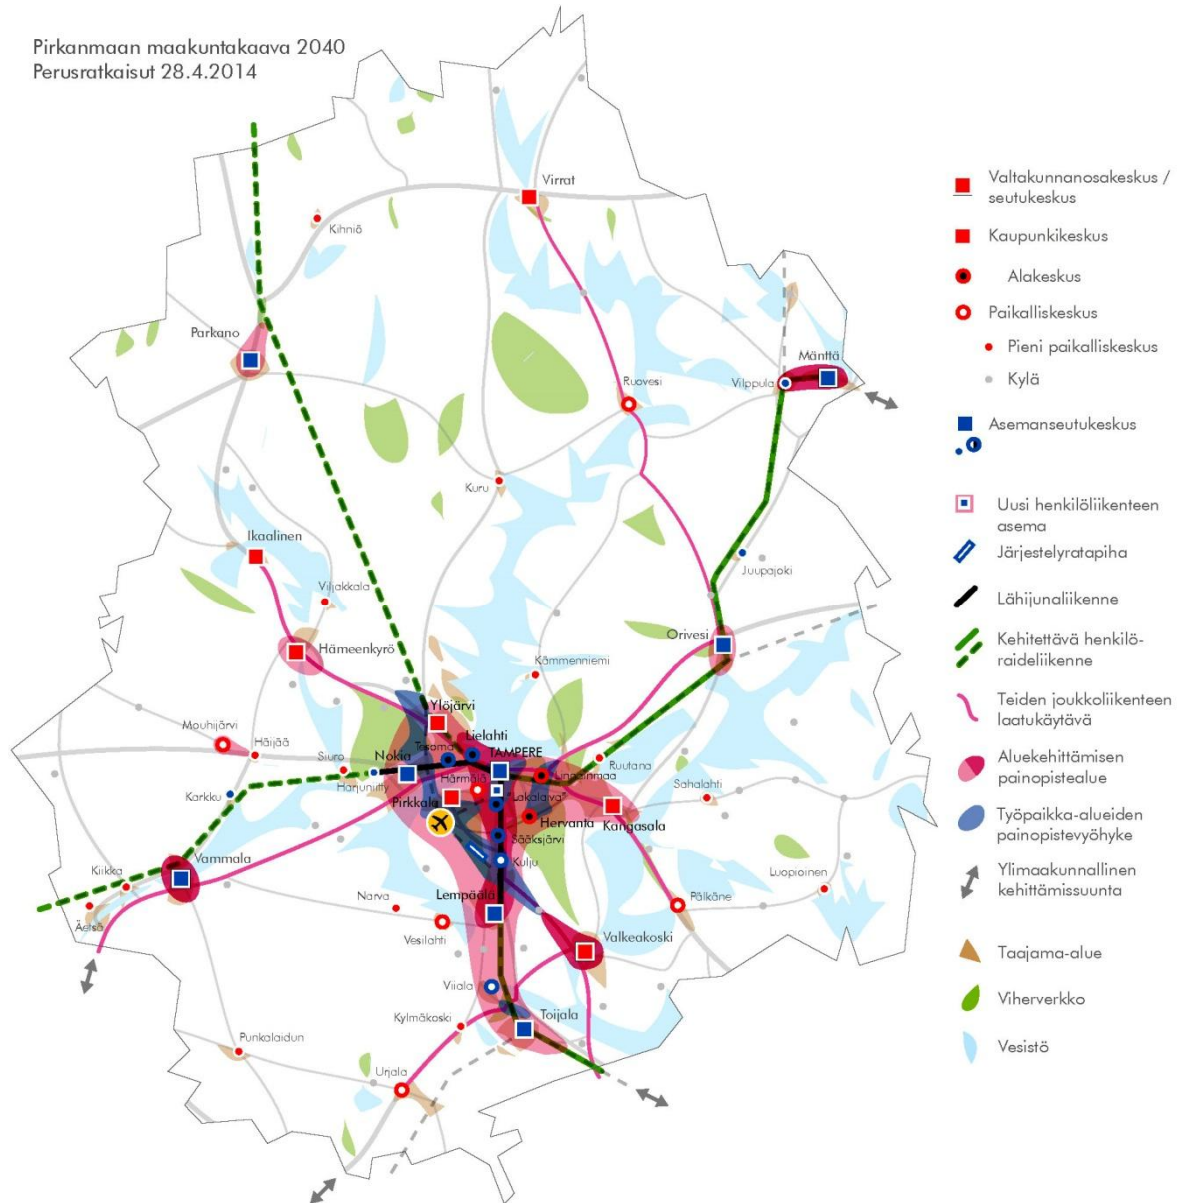 Pirkanmaan maakuntakaava 2040
Perusratkaisut 28.4.2014
Valtakunnanosakeskus /
seutukeskus
Kaupunkikeskus
Alakeskus
Paikalliskeskus
Pieni paikalliskeskus
Kylä
Asemanseutukeskus
Uusi henkilöliikenteen
asema
Järjestelyratapiha
Lähijunaliikenne
Kehitettävä henkilö-
raideliikenne
Teiden joukkoliikenteen
laatukäytävä
Aluekehittämisen
painopistealue
Työpaikka-alueiden
painopistevyöhyke
Ylimaakunnallinen
kehittämissuunta
Taajama-alue
Viherverkko
Vesistö
Virrat
Kihniö
Parkano
Mänttä
Vilppula
Ruovesi
Kuru
Ikaalinen
Viljakkala
Juupajoki
Hämeenkyrö
Orivesi
Kämmenniemi
Ylöjärvi
Mouhijärvi
Häijää
Lielahti
Tesoma
TAMPERE
Siuro
Nokia
Ruutana
Harjuniitty
Härmälä
Linnainmaa
Sahalahti
Karkku
Pirkkala
"Lakalaiva"
Kangasala
Hervanta
Sääksjärvi
Kulju
Vammala
Kiikka
Luopioinen
Äetsä
Narva
Lempäälä
Pälkäne
Vesilahti
Valkeakoski
Viiala
Kylmäkoski
Toijala
Punkalaidun
Urjala